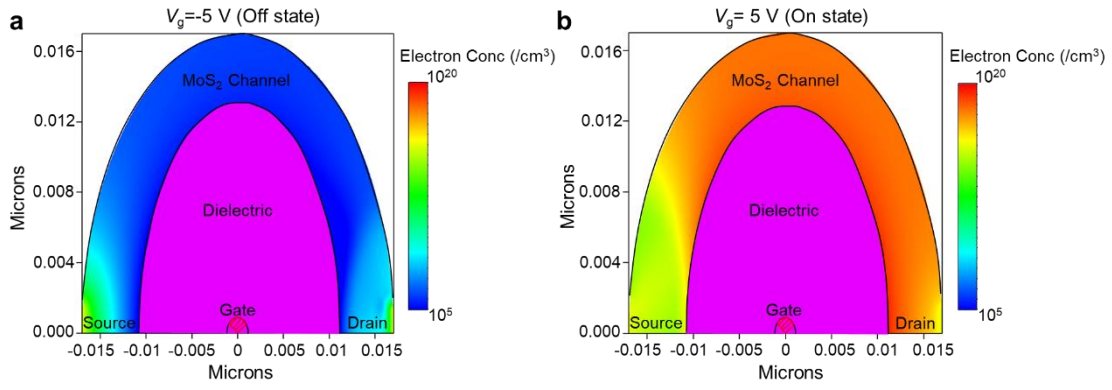 a
Vg=-5 V (Off state)
Electron Conc (/cm³)
10²⁰
10⁵
Microns
0.016
0.012
0.008
0.004
0.000
MoS₂ Channel
Dielectric
Gate
Source
Drain
-0.015 -0.01 -0.005 0 0.005 0.01 0.015
Microns
b
Vg= 5 V (On state)
Electron Conc (/cm³)
10²⁰
10⁵
Microns
0.016
0.012
0.008
0.004
0.000
MoS₂ Channel
Dielectric
Gate
Source
Drain
-0.015 -0.01 -0.005 0 0.005 0.01 0.015
Microns